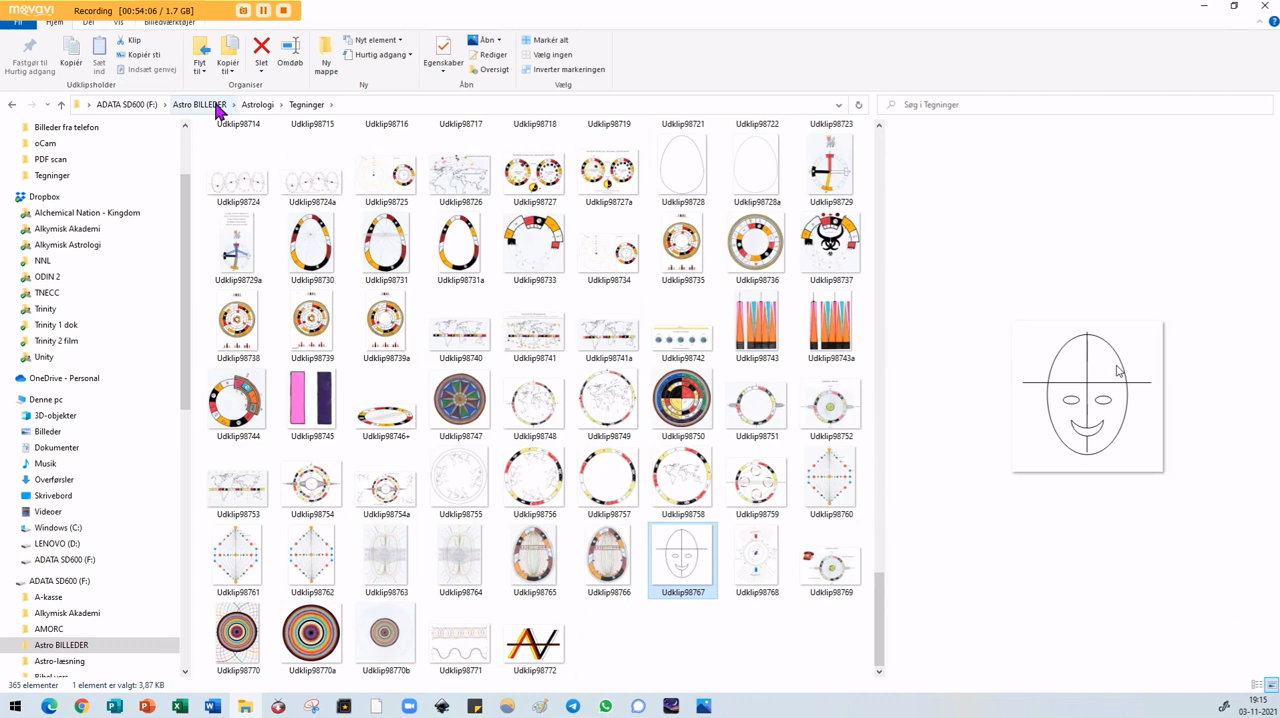 movavi
Recording (00:54:06 / 1.7 GB)
Fil
Hjem
Del
Vis
Billedværktøjer
Fastgør til
Hurtig adgang
Kopiér
Sæt
ind
Klip
Kopiér sti
Indsæt genvej
Udklipsholder
Flyt
til
Kopiér
til
Slet
Omdøb
Organiser
Ny
mappe
Nyt element
Hurtig adgang
Ny
Egenskaber
Åbn
Rediger
Oversigt
Åbn
Markér alt
Vælg ingen
Inverter markeringen
Vælg
ADATA SD600 (F:) › Astro BILLEDER › Astrologi › Tegninger ›
Søg i Tegninger
Billeder fra telefon
oCam
PDF scan
Tegninger
Dropbox
Alchemical Nation - Kingdom
Alkymisk Akademi
Alkymisk Astrologi
NNL
ODIN 2
TNECC
Trinity
Trinity 1 dok
Trinity 2 film
Unity
OneDrive - Personal
Denne pc
3D-objekter
Billeder
Dokumenter
Musik
Overførsler
Skrivebord
Videoer
Windows (C:)
LENOVO (D:)
ADATA SD600 (F:)
ADATA SD600 (F:)
A-kasse
Alkymisk Akademi
AMORC
Astro BILLEDER
Astro-læsning
Udklip98714 Udklip98715 Udklip98716 Udklip98717 Udklip98718 Udklip98719 Udklip98721 Udklip98722 Udklip98723
Udklip98724 Udklip98724a Udklip98725 Udklip98726 Udklip98727 Udklip98727a Udklip98728 Udklip98728a Udklip98729
Udklip98729a Udklip98730 Udklip98731 Udklip98731a Udklip98733 Udklip98734 Udklip98735 Udklip98736 Udklip98737
Udklip98738 Udklip98739 Udklip98739a Udklip98740 Udklip98741 Udklip98741a Udklip98742 Udklip98743 Udklip98743a
Udklip98744 Udklip98745 Udklip98746+ Udklip98747 Udklip98748 Udklip98749 Udklip98750 Udklip98751 Udklip98752
Udklip98753 Udklip98754 Udklip98754a Udklip98755 Udklip98756 Udklip98757 Udklip98758 Udklip98759 Udklip98760
Udklip98761 Udklip98762 Udklip98763 Udklip98764 Udklip98765 Udklip98766 Udklip98767 Udklip98768 Udklip98769
Udklip98770 Udklip98770a Udklip98770b Udklip98771 Udklip98772
365 elementer
1 element er valgt: 3,87 KB
19:15
03-11-2021